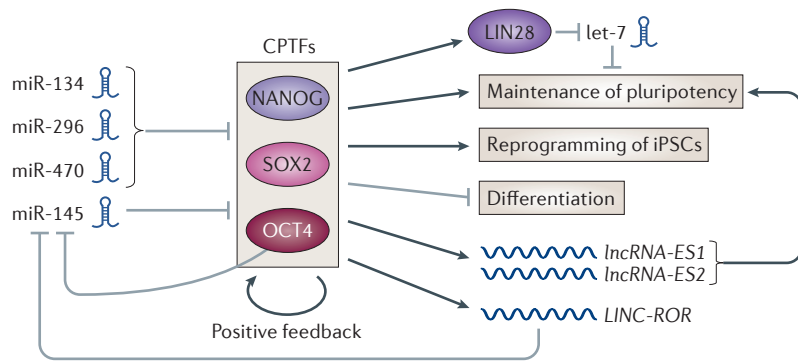 CPTFs
LIN28
let-7
miR-134
miR-296
miR-470
miR-145
NANOG
SOX2
OCT4
Maintenance of pluripotency
Reprogramming of iPSCs
Differentiation
lncRNA-ES1
lncRNA-ES2
LINC-ROR
Positive feedback